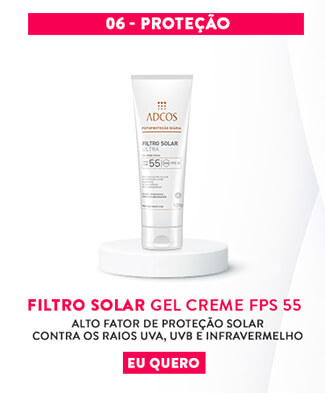 06 - PROTEÇÃO
ADCOS
FOTOPROTEÇÃO DIÁRIA
FILTRO SOLAR
ULTRA
55
FILTRO SOLAR GEL CREME FPS 55
ALTO FATOR DE PROTEÇÃO SOLAR
CONTRA OS RAIOS UVA, UVB E INFRAVERMELHO
EU QUERO